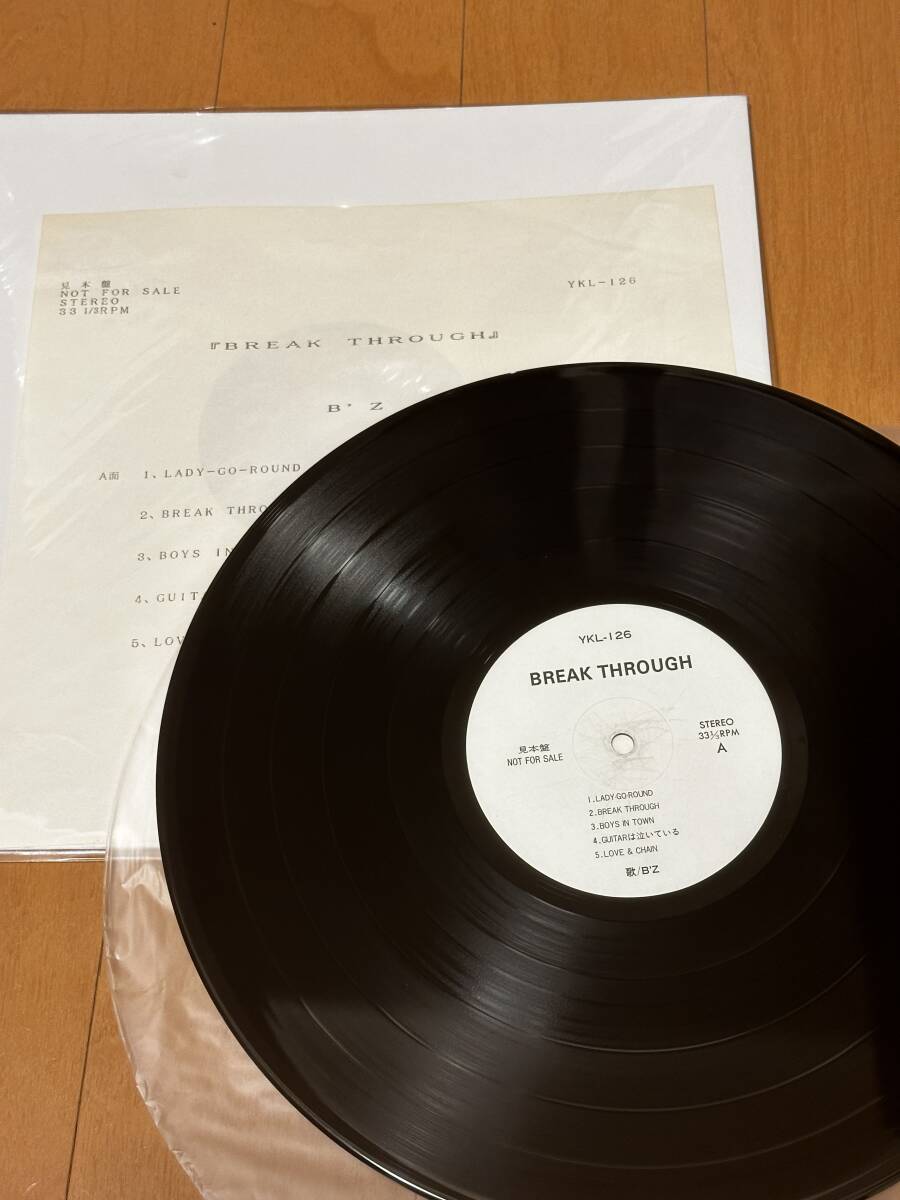 見本盤
NOT FOR SALE
STEREO
33 1/3RPM
YKL-126
『BREAK THROUGH』
B'Z
A面 1、LADY-GO-ROUND
2、BREAK
3、BOYS IN
4、
5、
YKL-126
BREAK THROUGH
見本盤
NOT FOR SALE
STEREO
33⅓RPM
A
1.LADY-GO-ROUND
2.BREAK THROUGH
3.BOYS IN TOWN
4.GUITARは泣いている
5.LOVE & CHAIN
歌/B'Z